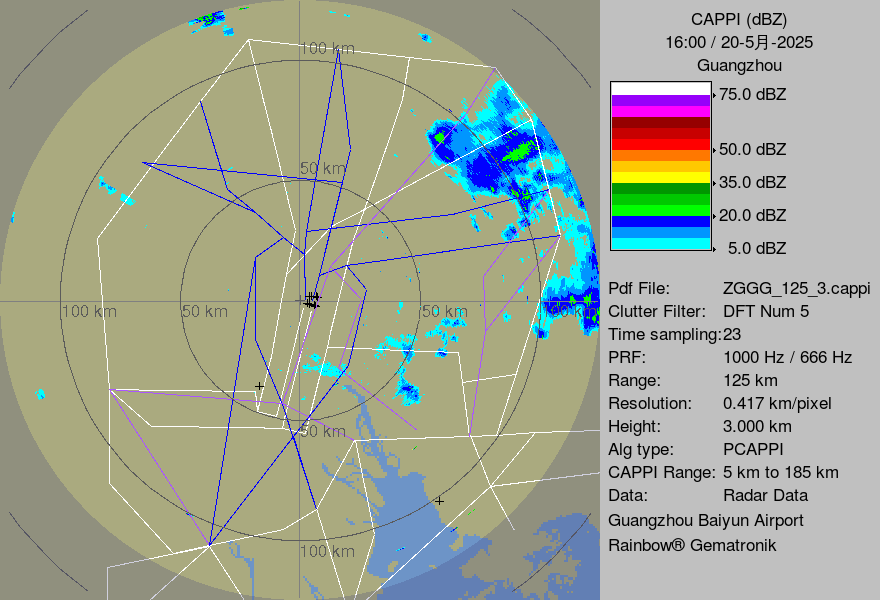 CAPPI (dBZ)
16:00 / 20-5月-2025
Guangzhou
75.0 dBZ
50.0 dBZ
35.0 dBZ
20.0 dBZ
5.0 dBZ
Pdf File: ZGGG_125_3.cappi
Clutter Filter: DFT Num 5
Time sampling:23
PRF: 1000 Hz / 666 Hz
Range: 125 km
Resolution: 0.417 km/pixel
Height: 3.000 km
Alg type: PCAPPI
CAPPI Range: 5 km to 185 km
Data: Radar Data
Guangzhou Baiyun Airport
Rainbow® Gematronik
100 km
50 km
100 km
50 km
50 km
100 km
50 km
100 km